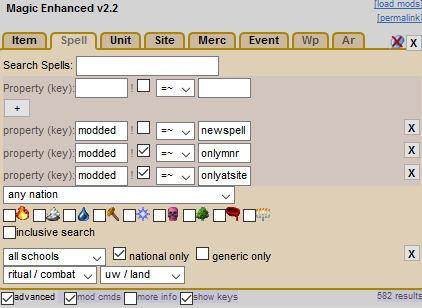 Magic Enhanced v2.2
[load mods]
[permalink]
Item Spell Unit Site Merc Event Wp Ar X
Search Spells:
Property (key): ! =~
+
property (key): modded ! =~ newspell X
property (key): modded ! =~ onlymnr X
property (key): modded ! =~ onlyatsite X
any nation
inclusive search
all schools national only generic only X
ritual / combat uw / land
advanced mod cmds more info show keys 582 results